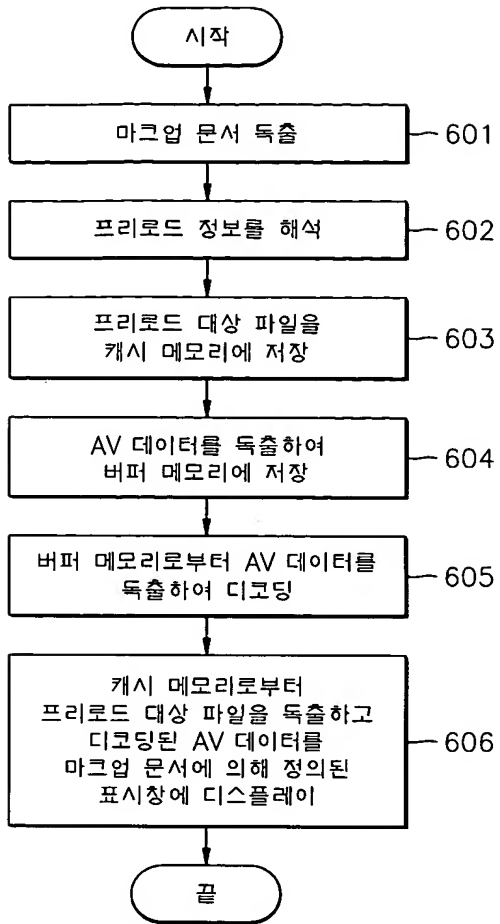 시작
마크업 문서 독출
601
프리로드 정보를 해석
602
프리로드 대상 파일을
캐시 메모리에 저장
603
AV 데이터를 독출하여
버퍼 메모리에 저장
604
버퍼 메모리로부터 AV 데이터를
독출하여 디코딩
605
캐시 메모리로부터
프리로드 대상 파일을 독출하고
디코딩된 AV 데이터를
마크업 문서에 의해 정의된
표시창에 디스플레이
606
끝